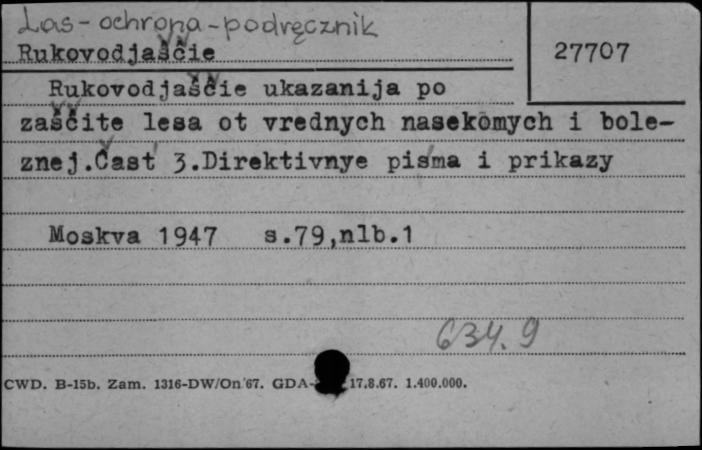 Las-ochrona-podręcznik
Rukovodjaščie
27707
Rukovodjaščie ukazanija po
zaščite lesa ot vrednych nasekomych i bole-
znej.Čast' 3.Direktivnye pis'ma i prikazy
Moskva 1947 s.79,nlb.1
634.9
CWD. B-15b. Zam. 1316-DW/On 67. GDA- 17.8.67. 1.400.000.